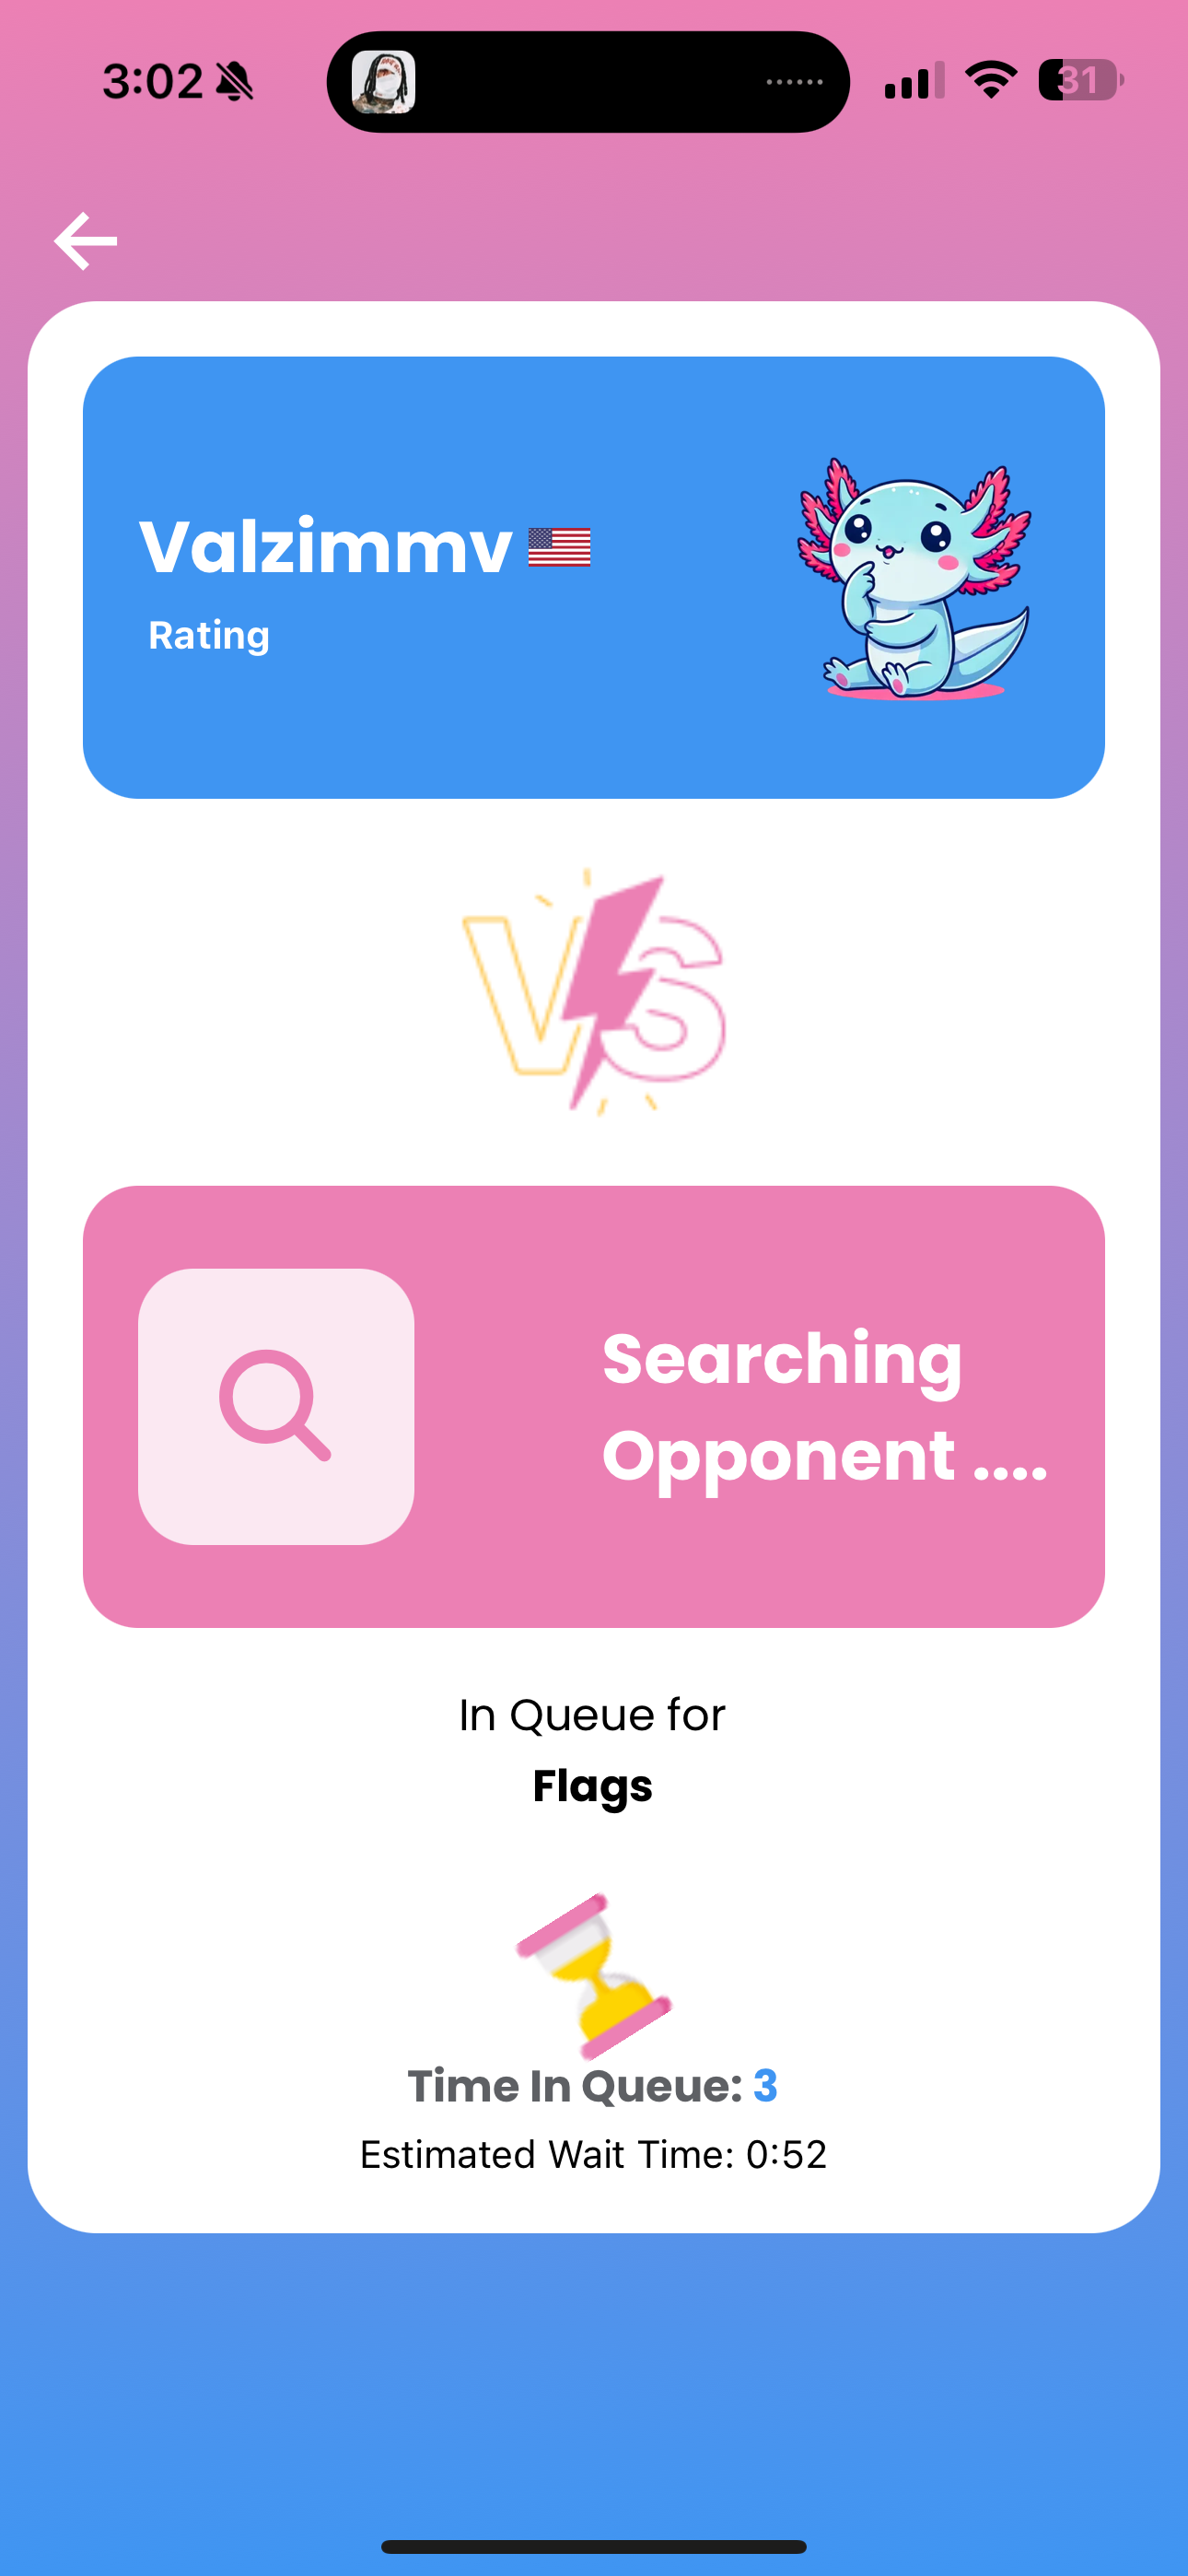 3:02
31
Valzimmv
Rating
VS
Searching
Opponent ....
In Queue for
Flags
Time In Queue: 3
Estimated Wait Time: 0:52